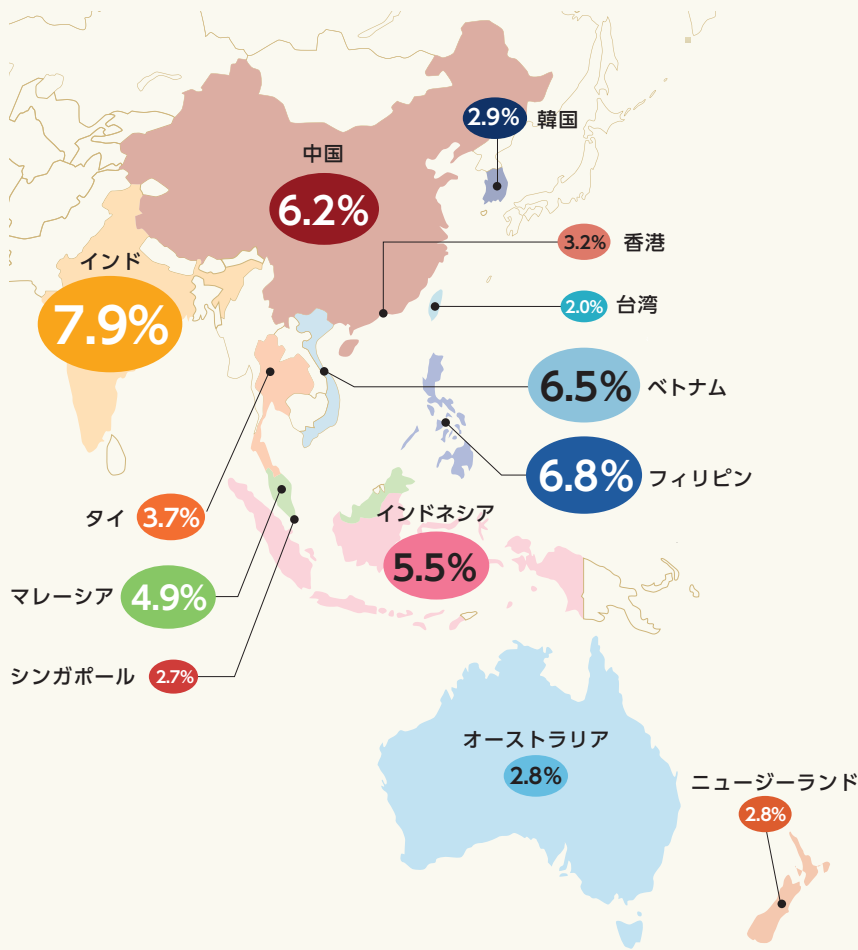 2.9% 韓国
中国
6.2%
3.2% 香港
インド
7.9%
2.0% 台湾
6.5% ベトナム
6.8% フィリピン
タイ 3.7%
インドネシア
5.5%
マレーシア 4.9%
シンガポール 2.7%
オーストラリア
2.8%
ニュージーランド
2.8%